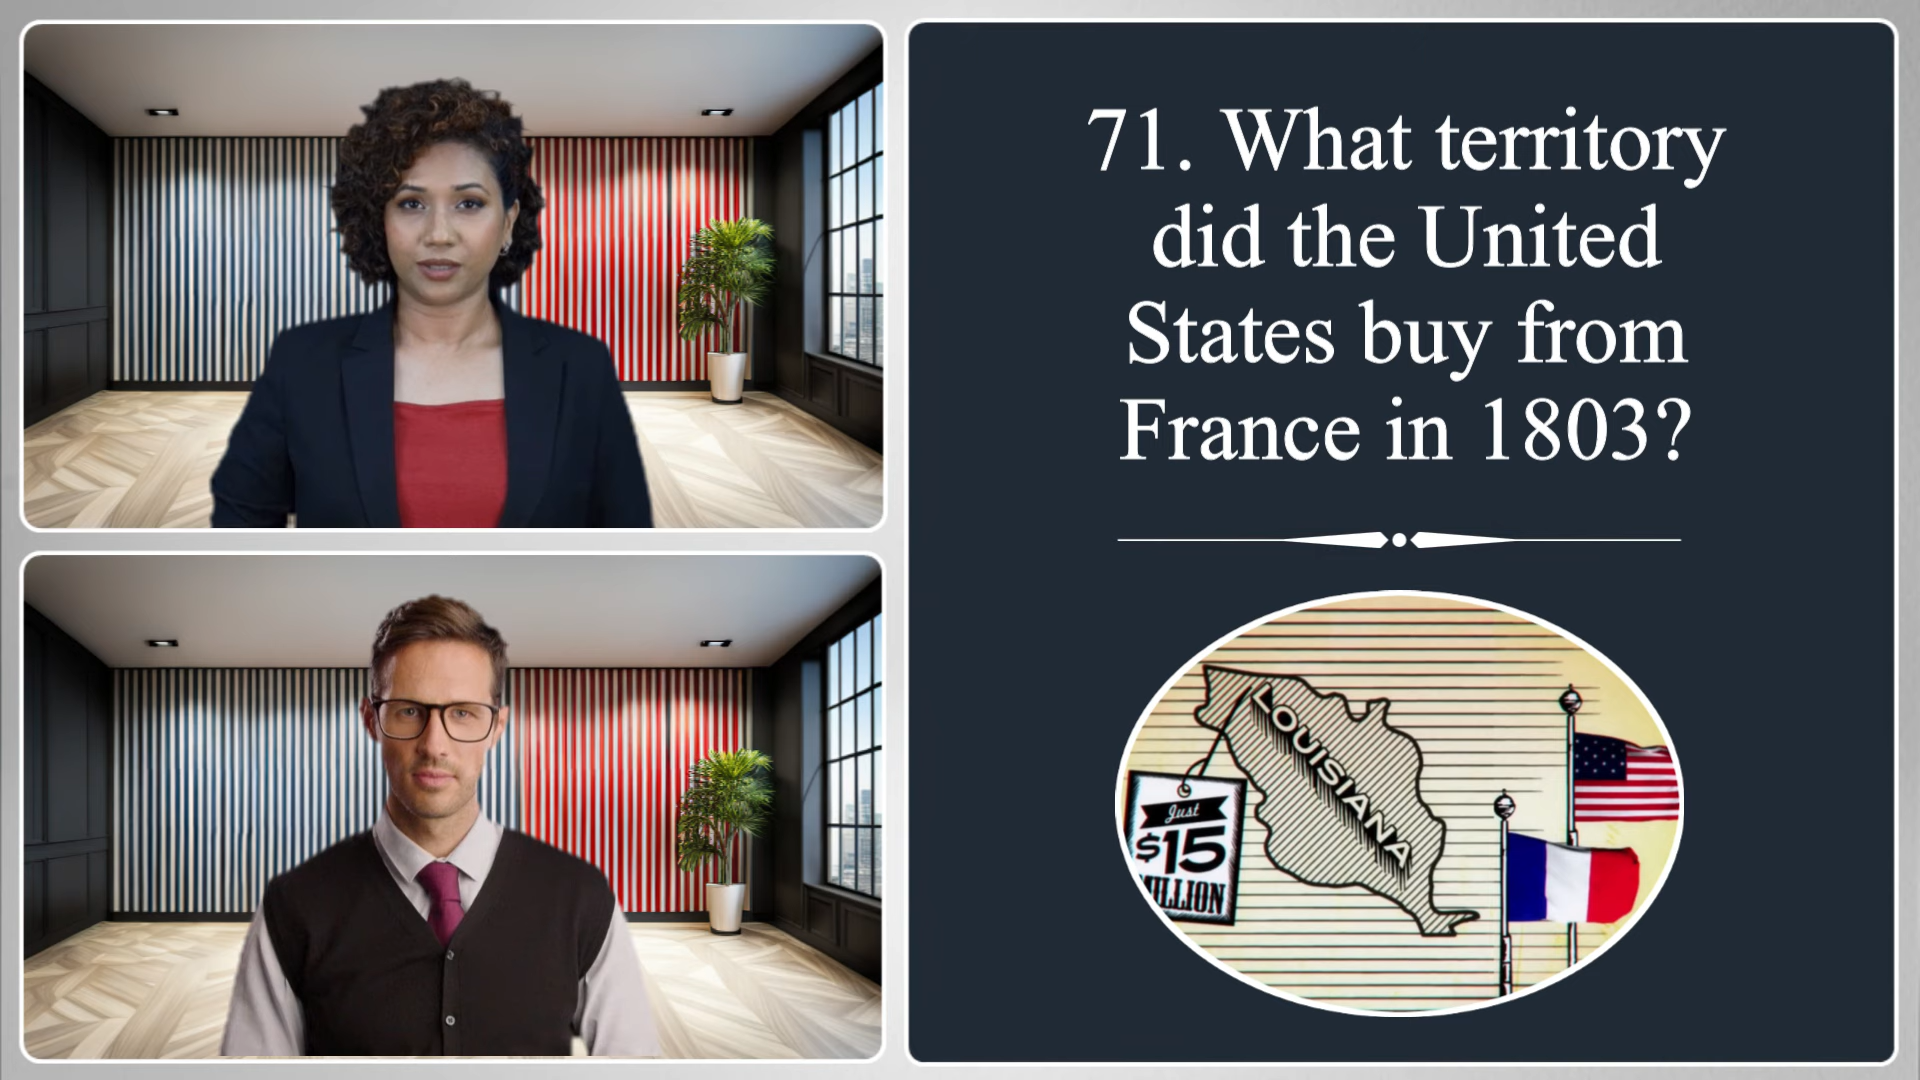 71. What territory
did the United
States buy from
France in 1803?
LOUISIANA
Just
$15
MILLION